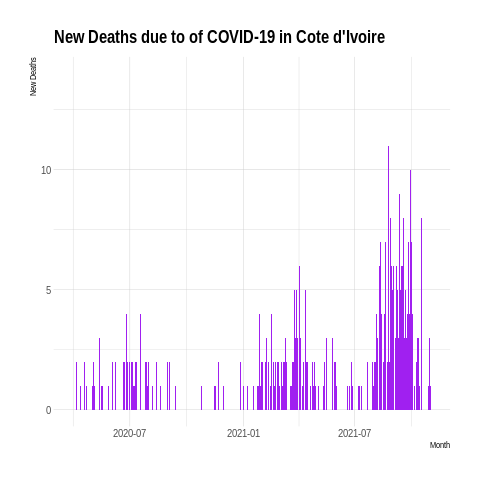 New Deaths due to of COVID-19 in Cote d'Ivoire
New Deaths
10
5
0
2020-07
2021-01
2021-07
Month